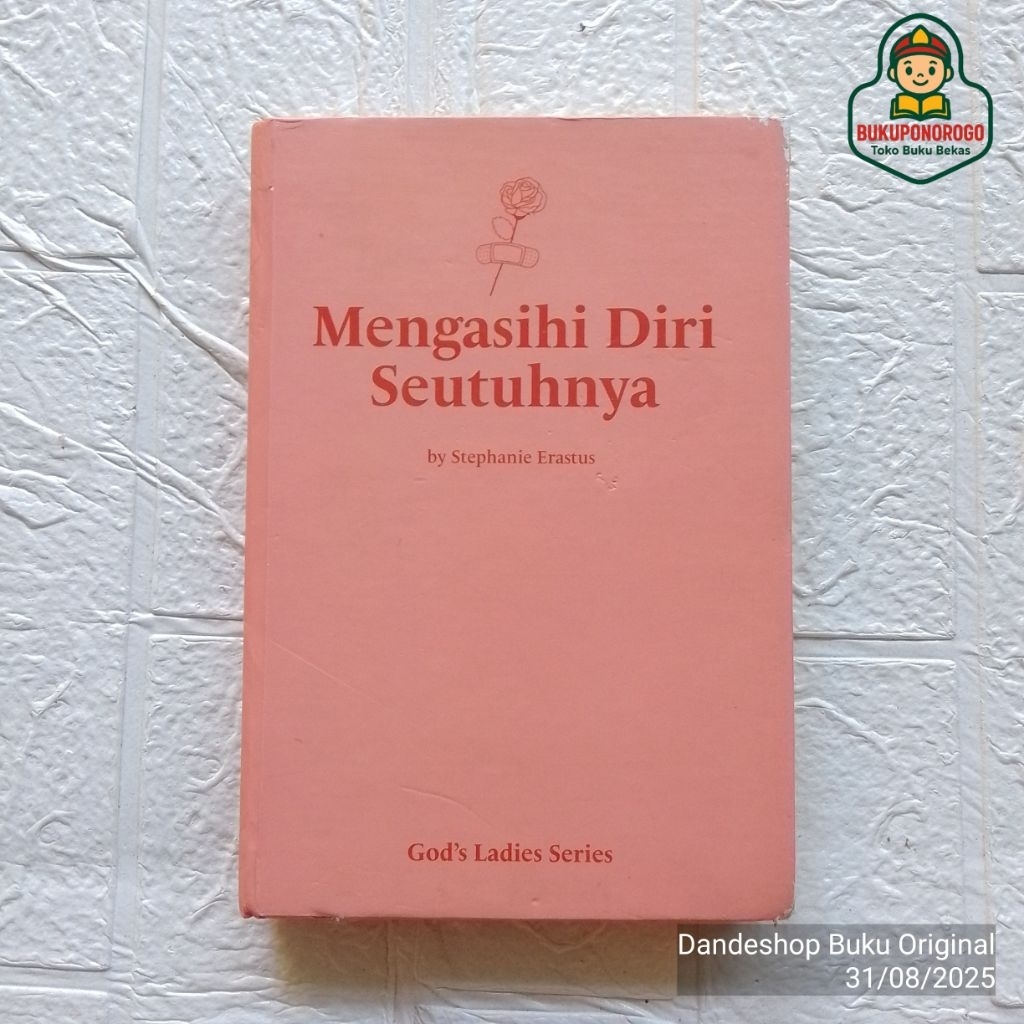 BUKUPONOROGO
Toko Buku Bekas
Mengasihi Diri
Seutuhnya
by Stephanie Erastus
God's Ladies Series
Dandeshop Buku Original
31/08/2025